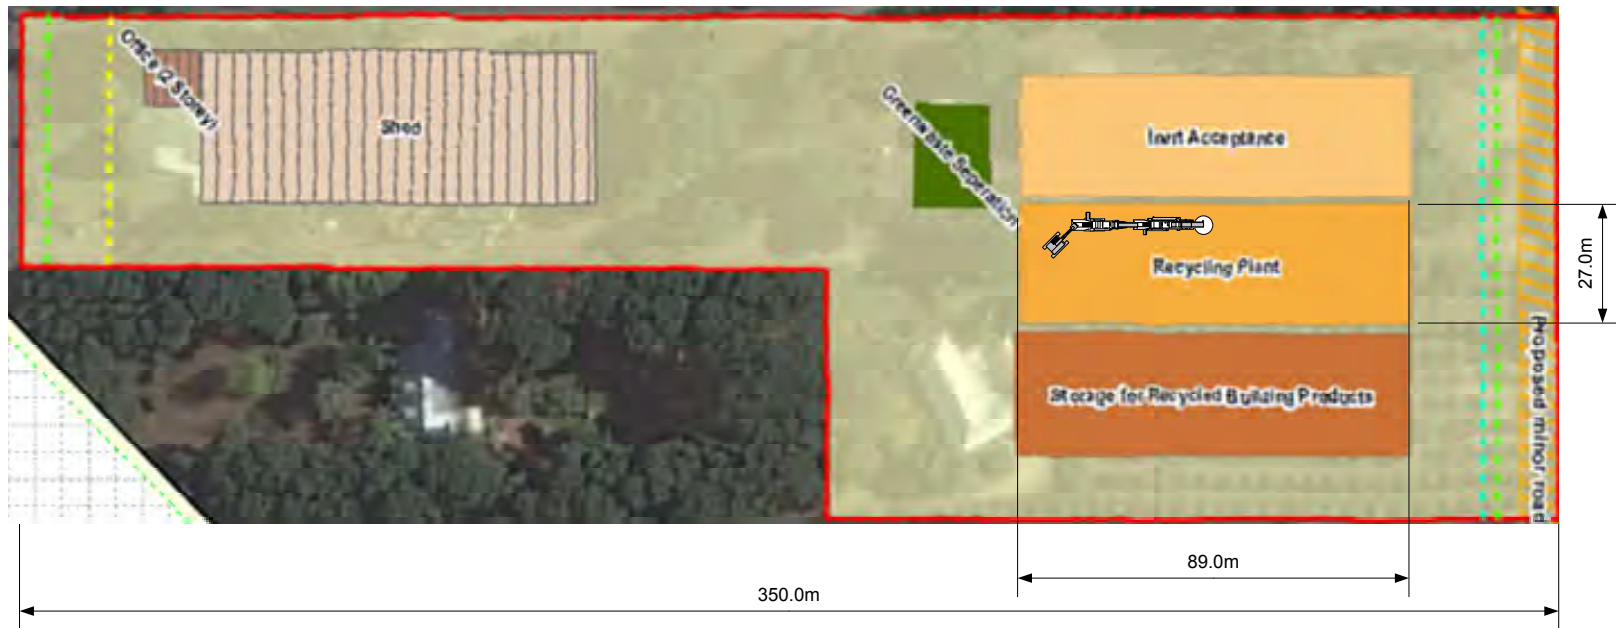 Office (2 Storey)
Shed
Greenwaste Seperation
Inert Acceptance
Recycling Plant
Storage for Recycled Building Products
Proposed minor road
27.0m
89.0m
350.0m